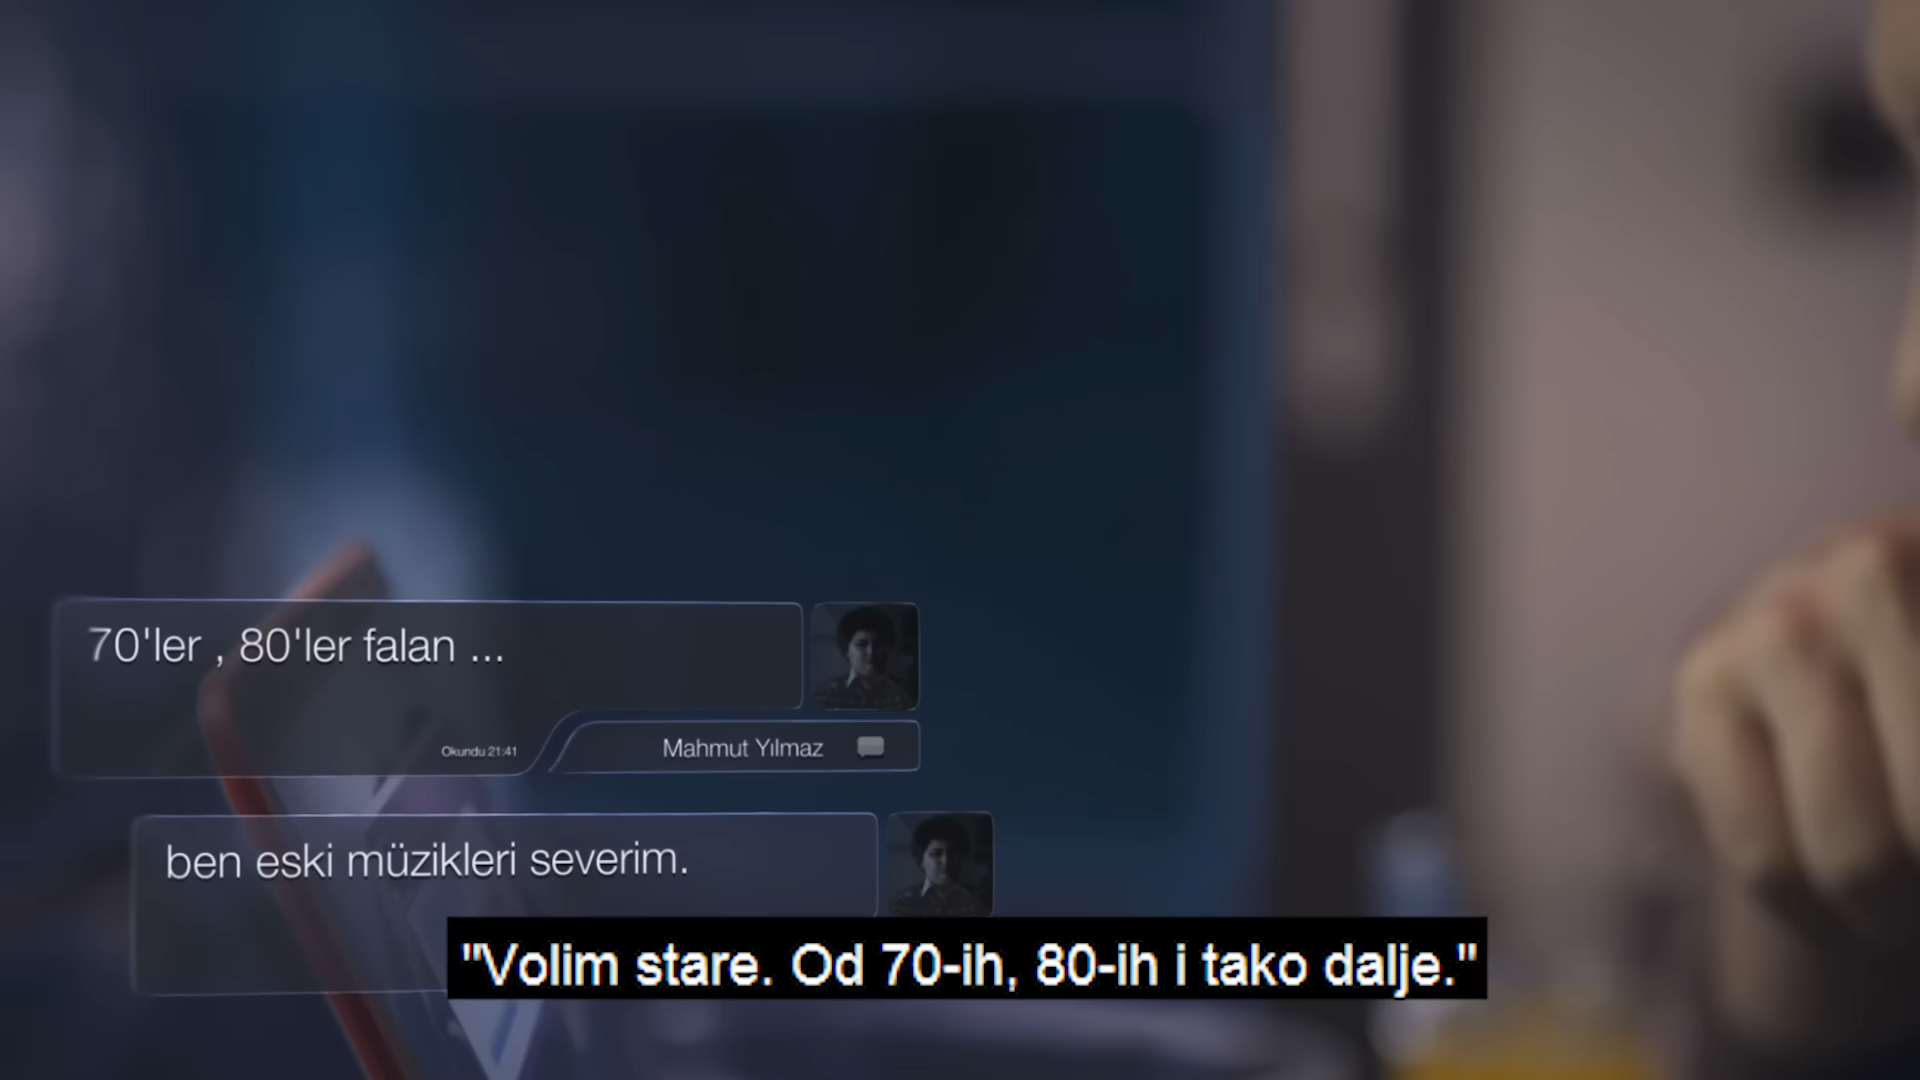 70'ler , 80'ler falan ...
Okundu 21:41
Mahmut Yılmaz
ben eski müzikleri severim.
"Volim stare. Od 70-ih, 80-ih i tako dalje."